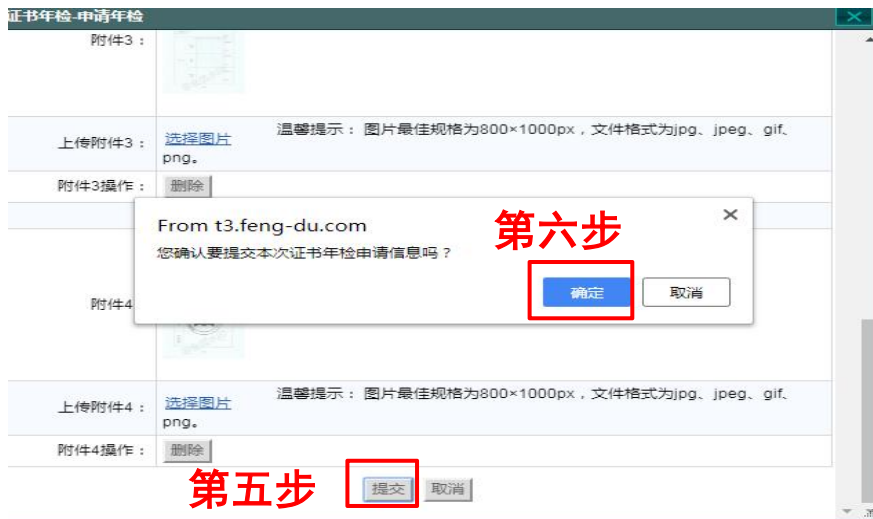 证书年检-申请年检
附件3：
上传附件3： 选择图片 温馨提示： 图片最佳规格为800×1000px，文件格式为jpg、jpeg、gif、
png。
附件3操作： 删除
From t3.feng-du.com
第六步
您确认要提交本次证书年检申请信息吗？
确定 取消
附件4
上传附件4： 选择图片 温馨提示： 图片最佳规格为800×1000px，文件格式为jpg、jpeg、gif、
png。
附件4操作： 删除
第五步 提交 取消